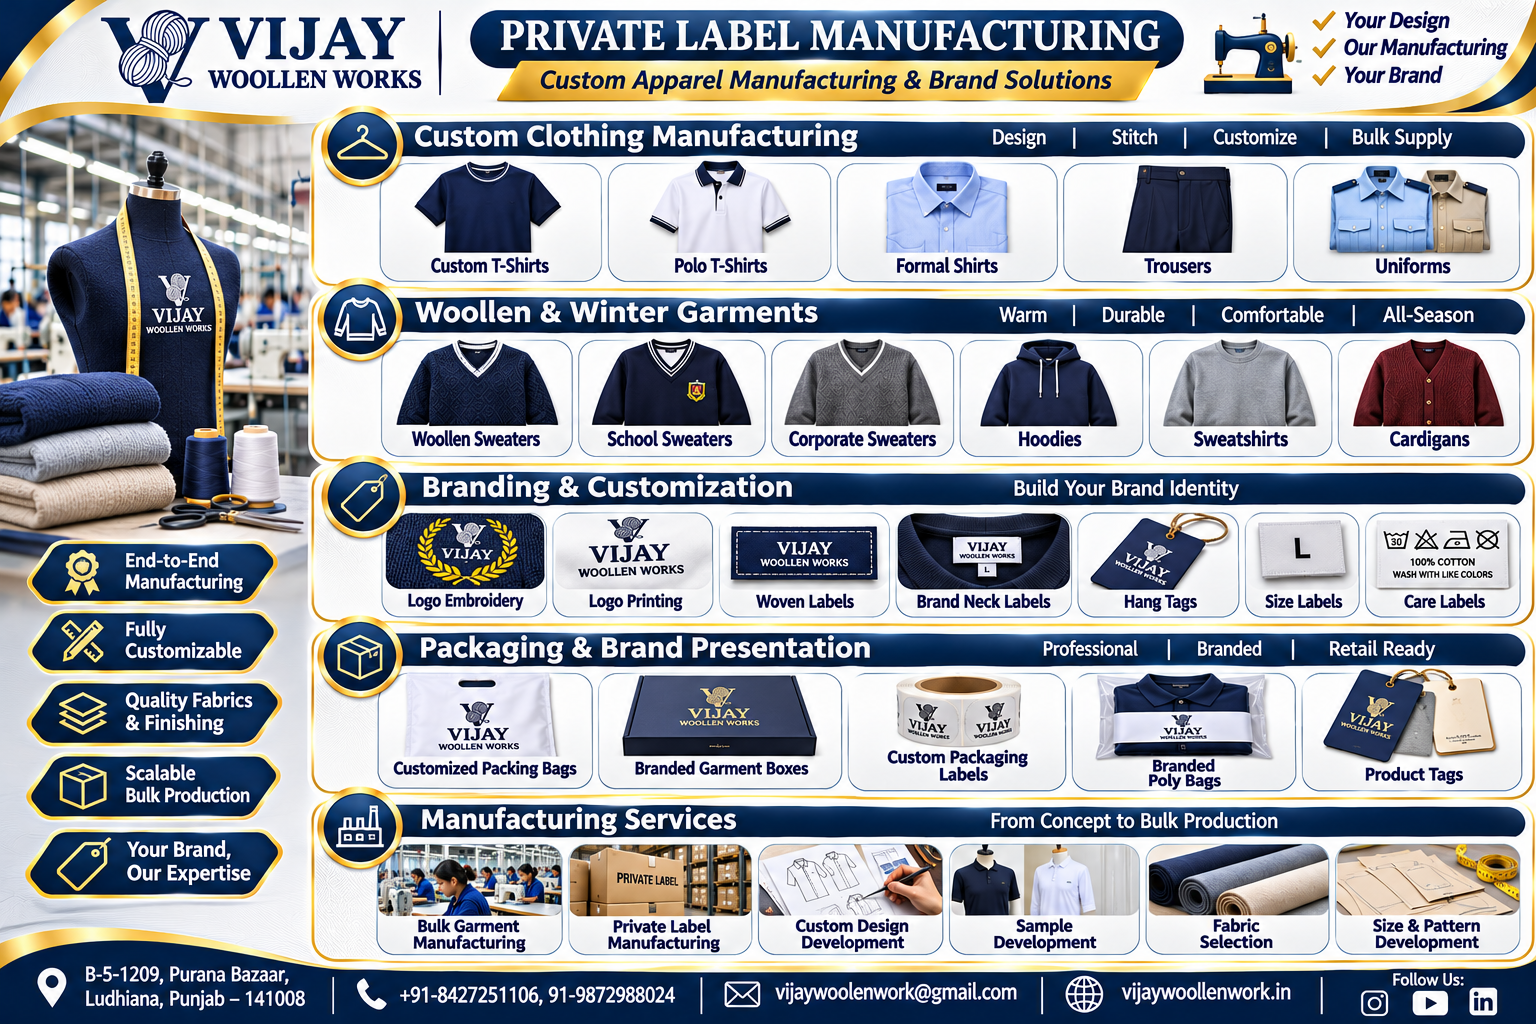 VIJAY
WOOLLEN WORKS
PRIVATE LABEL MANUFACTURING
Custom Apparel Manufacturing & Brand Solutions
Your Design
Our Manufacturing
Your Brand
Custom Clothing Manufacturing
Design | Stitch | Customize | Bulk Supply
Custom T-Shirts
Polo T-Shirts
Formal Shirts
Trousers
Uniforms
VIJAY
WOOLLEN WORKS
Woollen & Winter Garments
Warm | Durable | Comfortable | All-Season
Woollen Sweaters
School Sweaters
Corporate Sweaters
Hoodies
Sweatshirts
Cardigans
Branding & Customization
Build Your Brand Identity
VIJAY
Logo Embroidery
VIJAY
WOOLLEN WORKS
Logo Printing
VIJAY
WOOLLEN WORKS
Woven Labels
VIJAY
WOOLLEN WORKS
L
Brand Neck Labels
VIJAY
WOOLLEN WORKS
Hang Tags
L
Size Labels
30
100% COTTON
WASH WITH LIKE COLORS
Care Labels
End-to-End
Manufacturing
Fully
Customizable
Quality Fabrics
& Finishing
Scalable
Bulk Production
Your Brand,
Our Expertise
Packaging & Brand Presentation
Professional | Branded | Retail Ready
VIJAY
WOOLLEN WORKS
Customized Packing Bags
VIJAY
WOOLLEN WORKS
Branded Garment Boxes
VIJAY
WOOLLEN WORKS
VIJAY
WOOLLEN WORKS
Custom Packaging
Labels
VIJAY
WOOLLEN WORKS
Branded
Poly Bags
VIJAY
WOOLLEN WORKS
Product Tags
Manufacturing Services
From Concept to Bulk Production
Bulk Garment
Manufacturing
PRIVATE LABEL
Private Label
Manufacturing
Custom Design
Development
Sample
Development
Fabric
Selection
Size & Pattern
Development
B-5-1209, Purana Bazaar,
Ludhiana, Punjab – 141008
+91-8427251106, 91-9872988024
vijaywoolenwork@gmail.com
vijaywoollenwork.in
Follow Us: